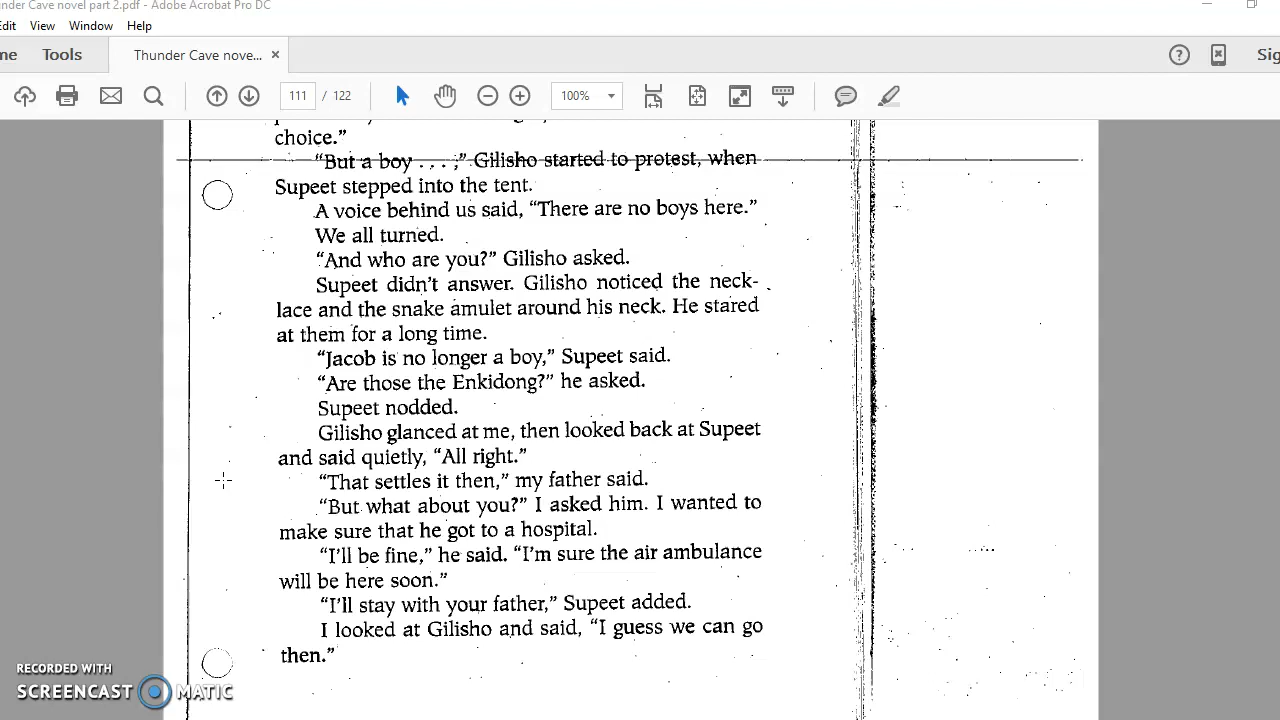 nder Cave novel part 2.pdf - Adobe Acrobat Pro DC
Edit View Window Help
me Tools Thunder Cave nove... × Sig
111 / 122 100%
choice."
"But a boy . . . ," Gilisho started to protest, when
Supeet stepped into the tent.
A voice behind us said, "There are no boys here."
We all turned.
"And who are you?" Gilisho asked.
Supeet didn't answer. Gilisho noticed the neck-
lace and the snake amulet around his neck. He stared
at them for a long time.
"Jacob is no longer a boy," Supeet said.
"Are those the Enkidong?" he asked.
Supeet nodded.
Gilisho glanced at me, then looked back at Supeet
and said quietly, "All right."
"That settles it then," my father said.
"But what about you?" I asked him. I wanted to
make sure that he got to a hospital.
"I'll be fine," he said. "I'm sure the air ambulance
will be here soon."
"I'll stay with your father," Supeet added.
I looked at Gilisho and said, "I guess we can go
then."
RECORDED WITH
SCREENCAST MATIC